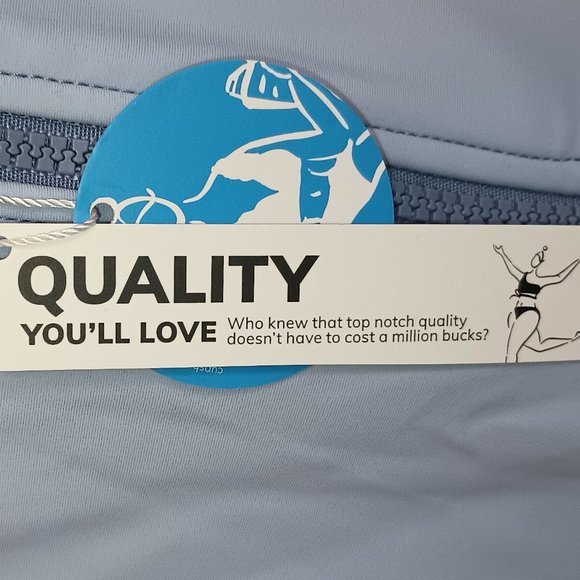 QUALITY
YOU'LL LOVE
Who knew that top notch quality
doesn't have to cost a million bucks?